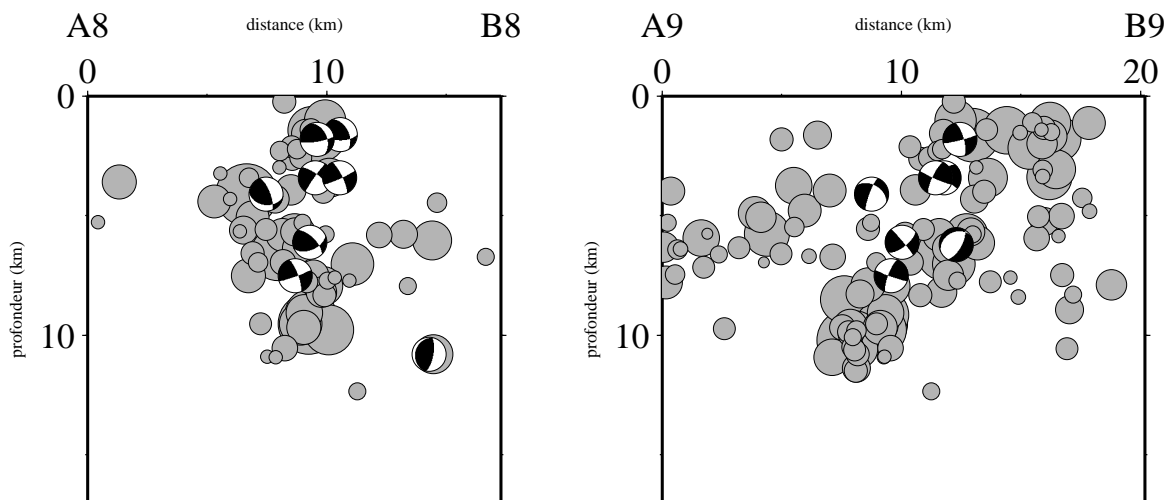 A8 distance (km) B8
0 10
0
10
profondeur (km)
A9 distance (km) B9
0 10 20
0
10
profondeur (km)